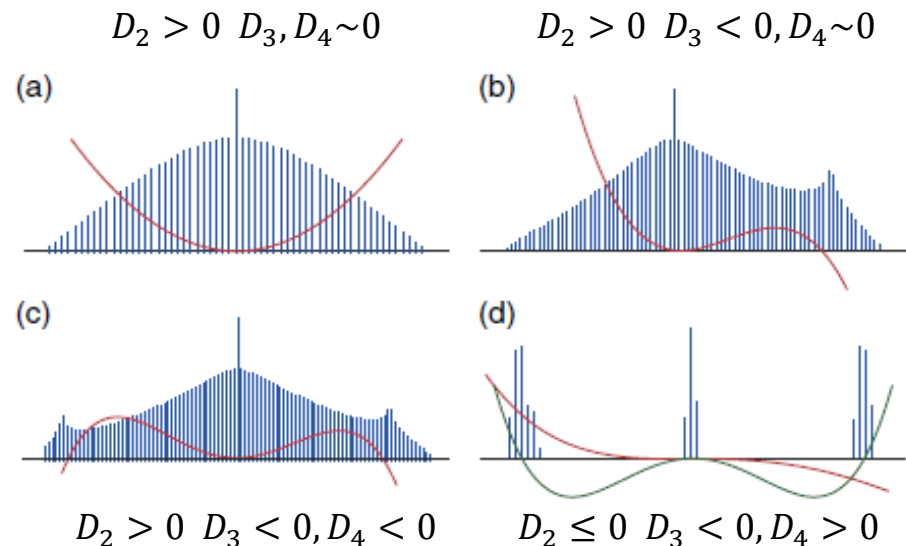 D₂ > 0 D₃, D₄~0
D₂ > 0 D₃ < 0, D₄~0
(a)
(b)
(c)
(d)
D₂ > 0 D₃ < 0, D₄ < 0
D₂ ≤ 0 D₃ < 0, D₄ > 0